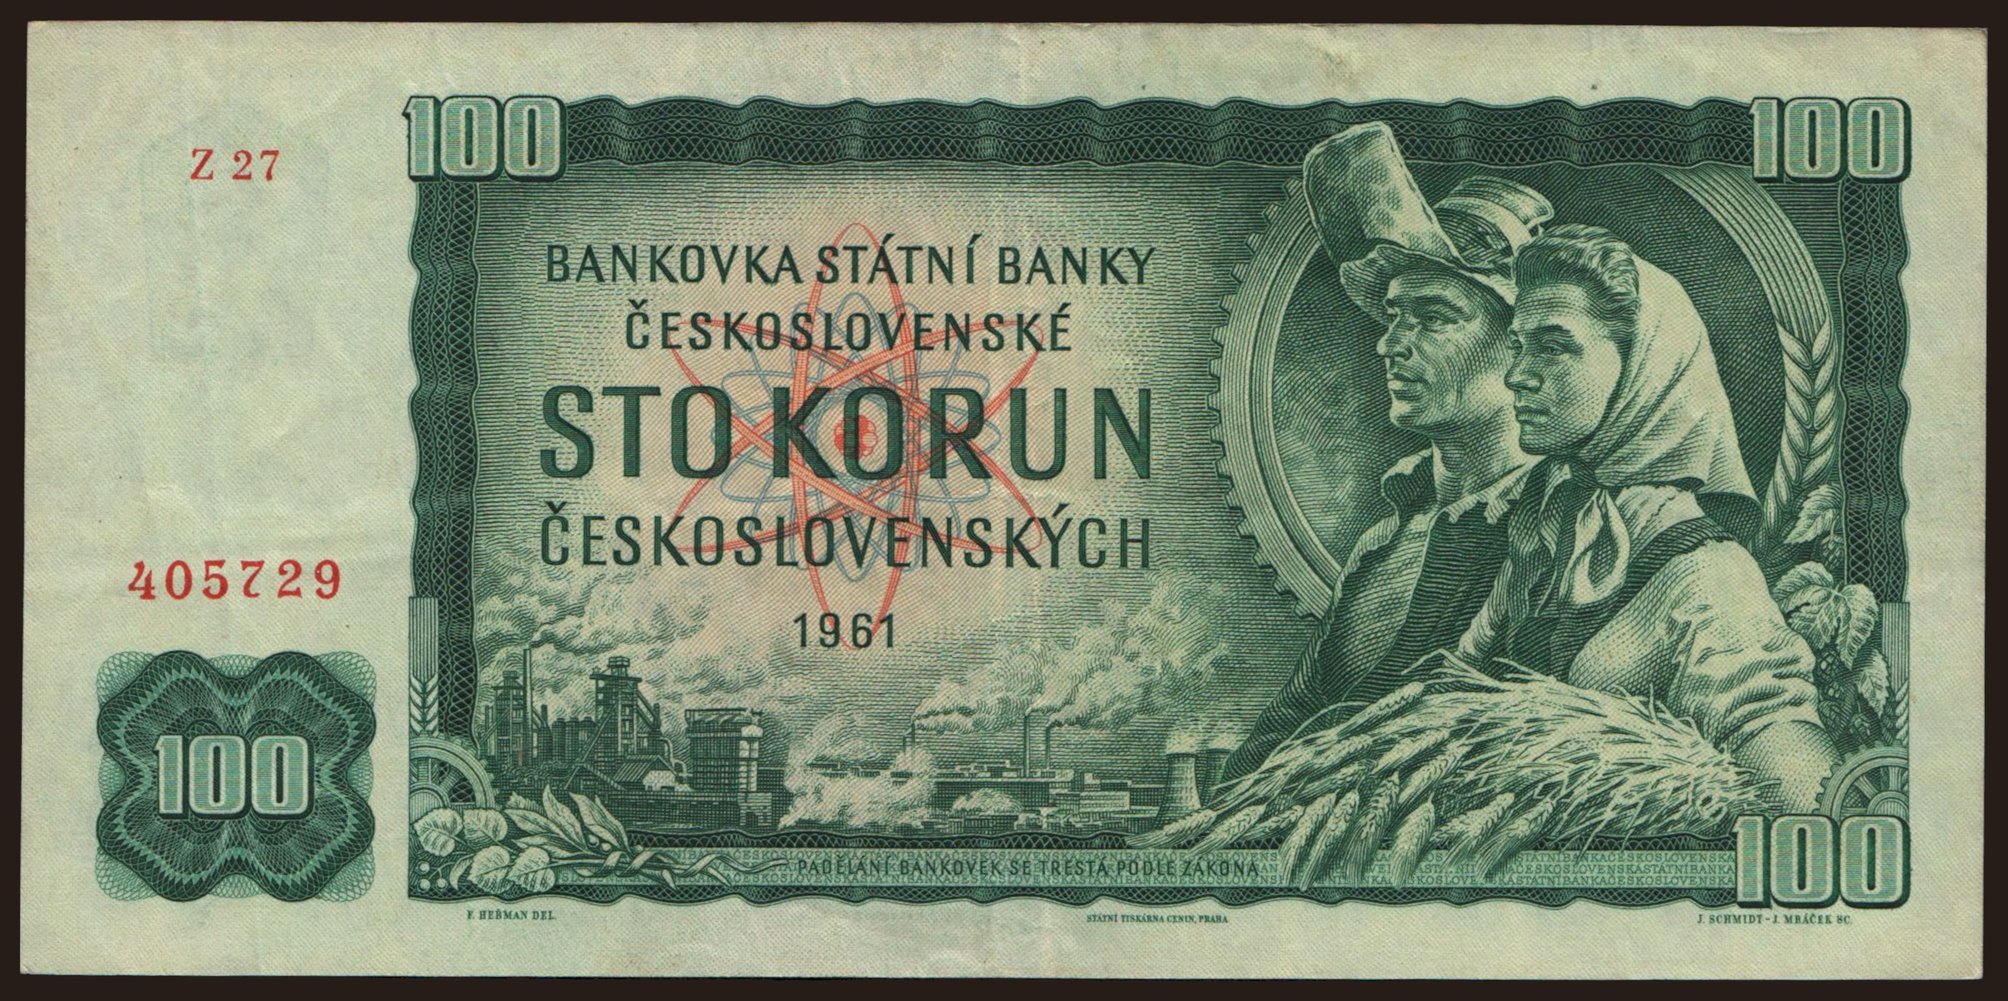 100
100
Z 27
BANKOVKA STÁTNÍ BANKY
ČESKOSLOVENSKÉ
STO KORUN
ČESKOSLOVENSKÝCH
405729
1961
100
100
PADĚLÁNÍ BANKOVEK SE TRESTÁ PODLE ZÁKONA
F. HEŘMAN DEL.
STÁTNÍ TISKÁRNA CENIN, PRAHA
J. SCHMIDT - J. MRÁČEK SC.